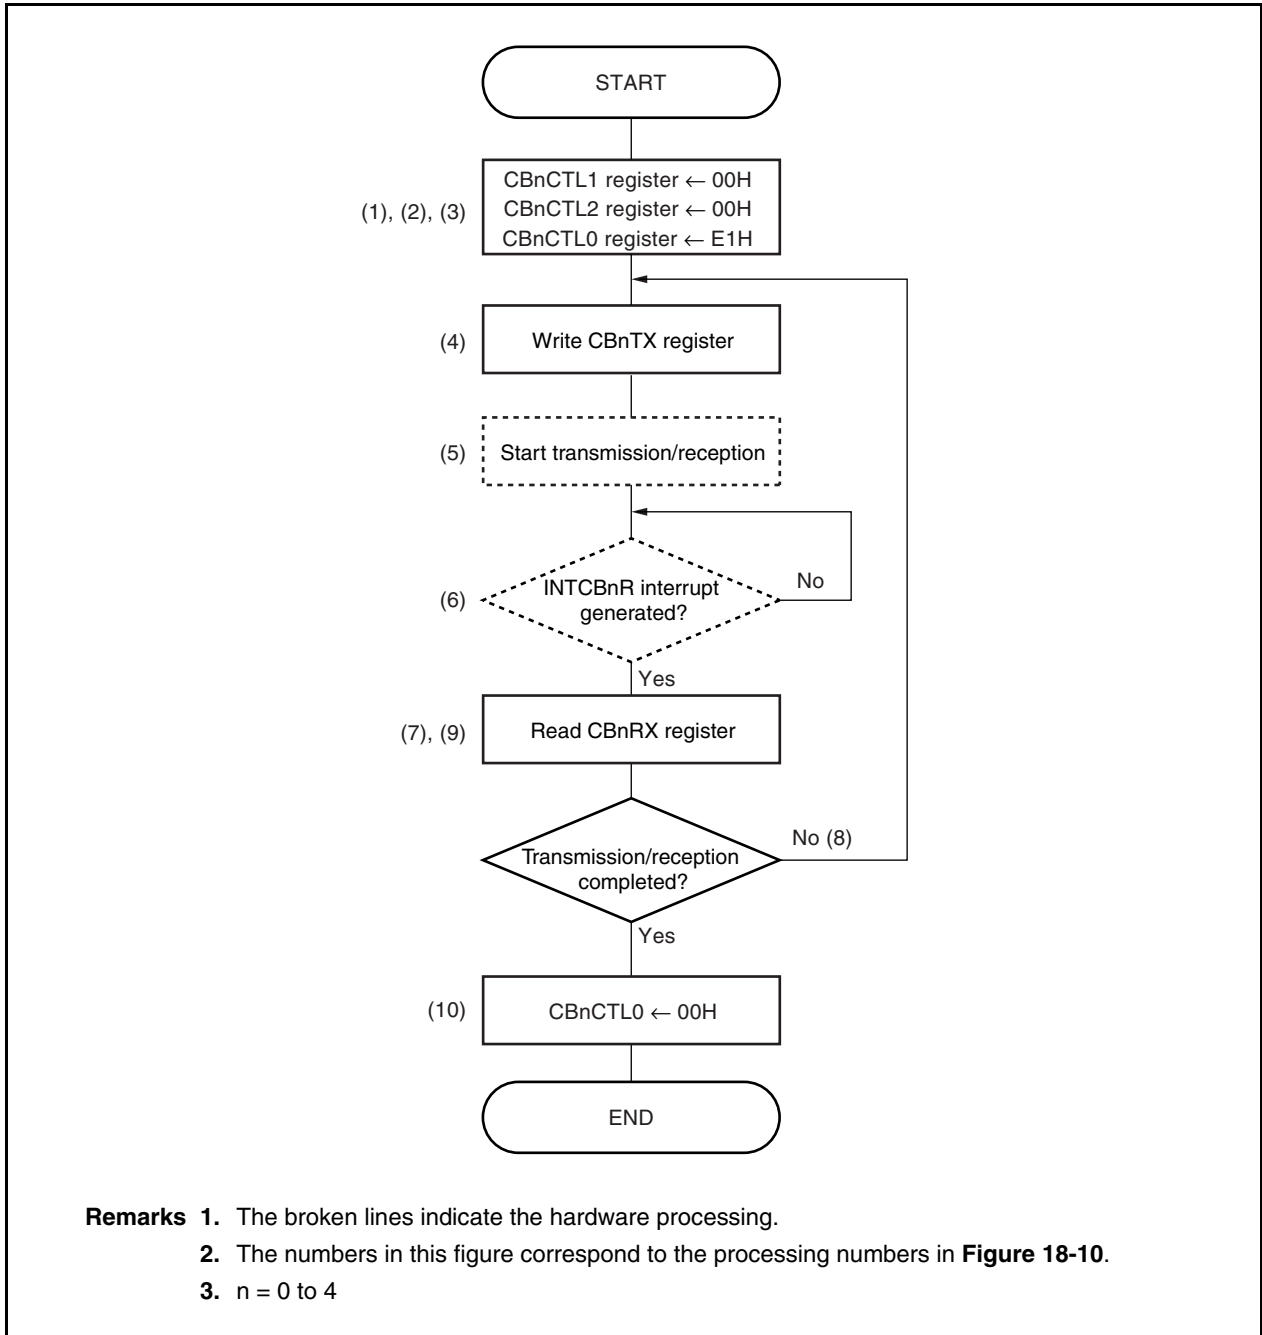 START
(1), (2), (3)
CBnCTL1 register ← 00H
CBnCTL2 register ← 00H
CBnCTL0 register ← E1H
(4)
Write CBnTX register
(5)
Start transmission/reception
(6)
INTCBnR interrupt
generated?
No
Yes
(7), (9)
Read CBnRX register
Transmission/reception
completed?
No (8)
Yes
(10)
CBnCTL0 ← 00H
END
Remarks 1. The broken lines indicate the hardware processing.
2. The numbers in this figure correspond to the processing numbers in Figure 18-10.
3. n = 0 to 4